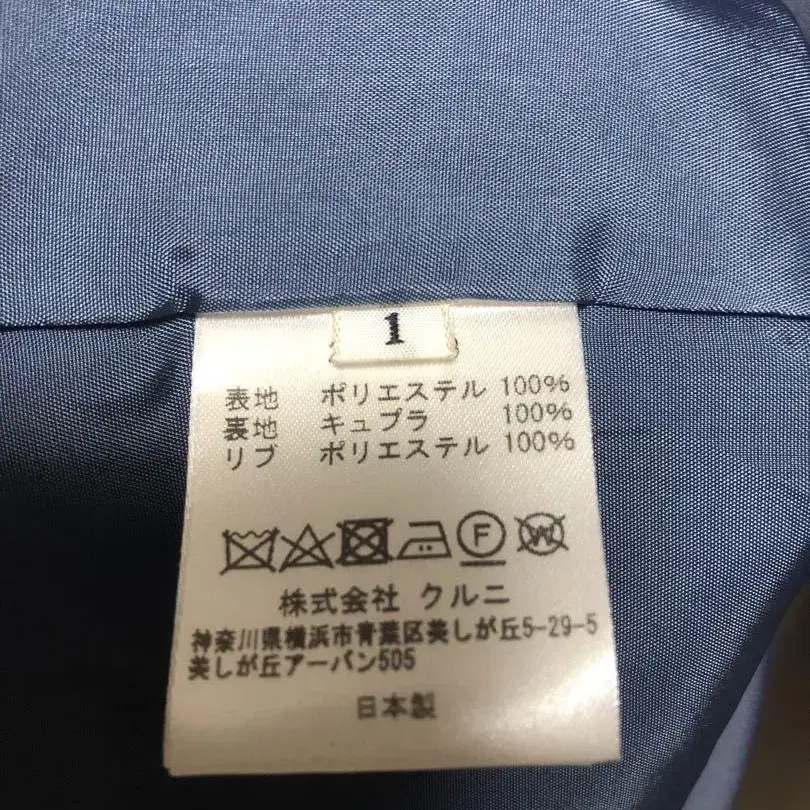 1
表地 ポリエステル 100%
裏地 キュプラ 100%
リブ ポリエステル 100%
F W
株式会社 クルニ
神奈川県横浜市青葉区美しが丘5-29-5
美しが丘アーバン505
日本製